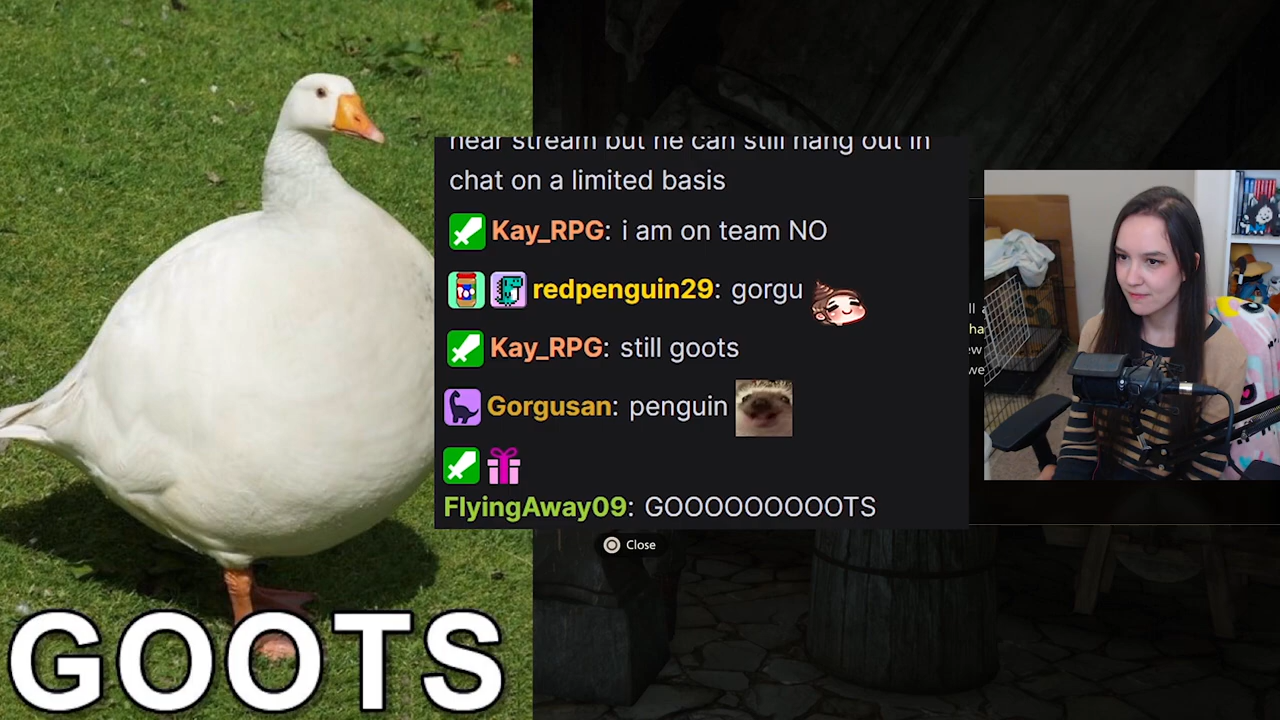 near stream but he can still hang out in
chat on a limited basis
Kay_RPG: i am on team NO
redpenguin29: gorgu
Kay_RPG: still goots
Gorgusan: penguin
FlyingAway09: GOOOOOOOOOTS
Close
GOOTS